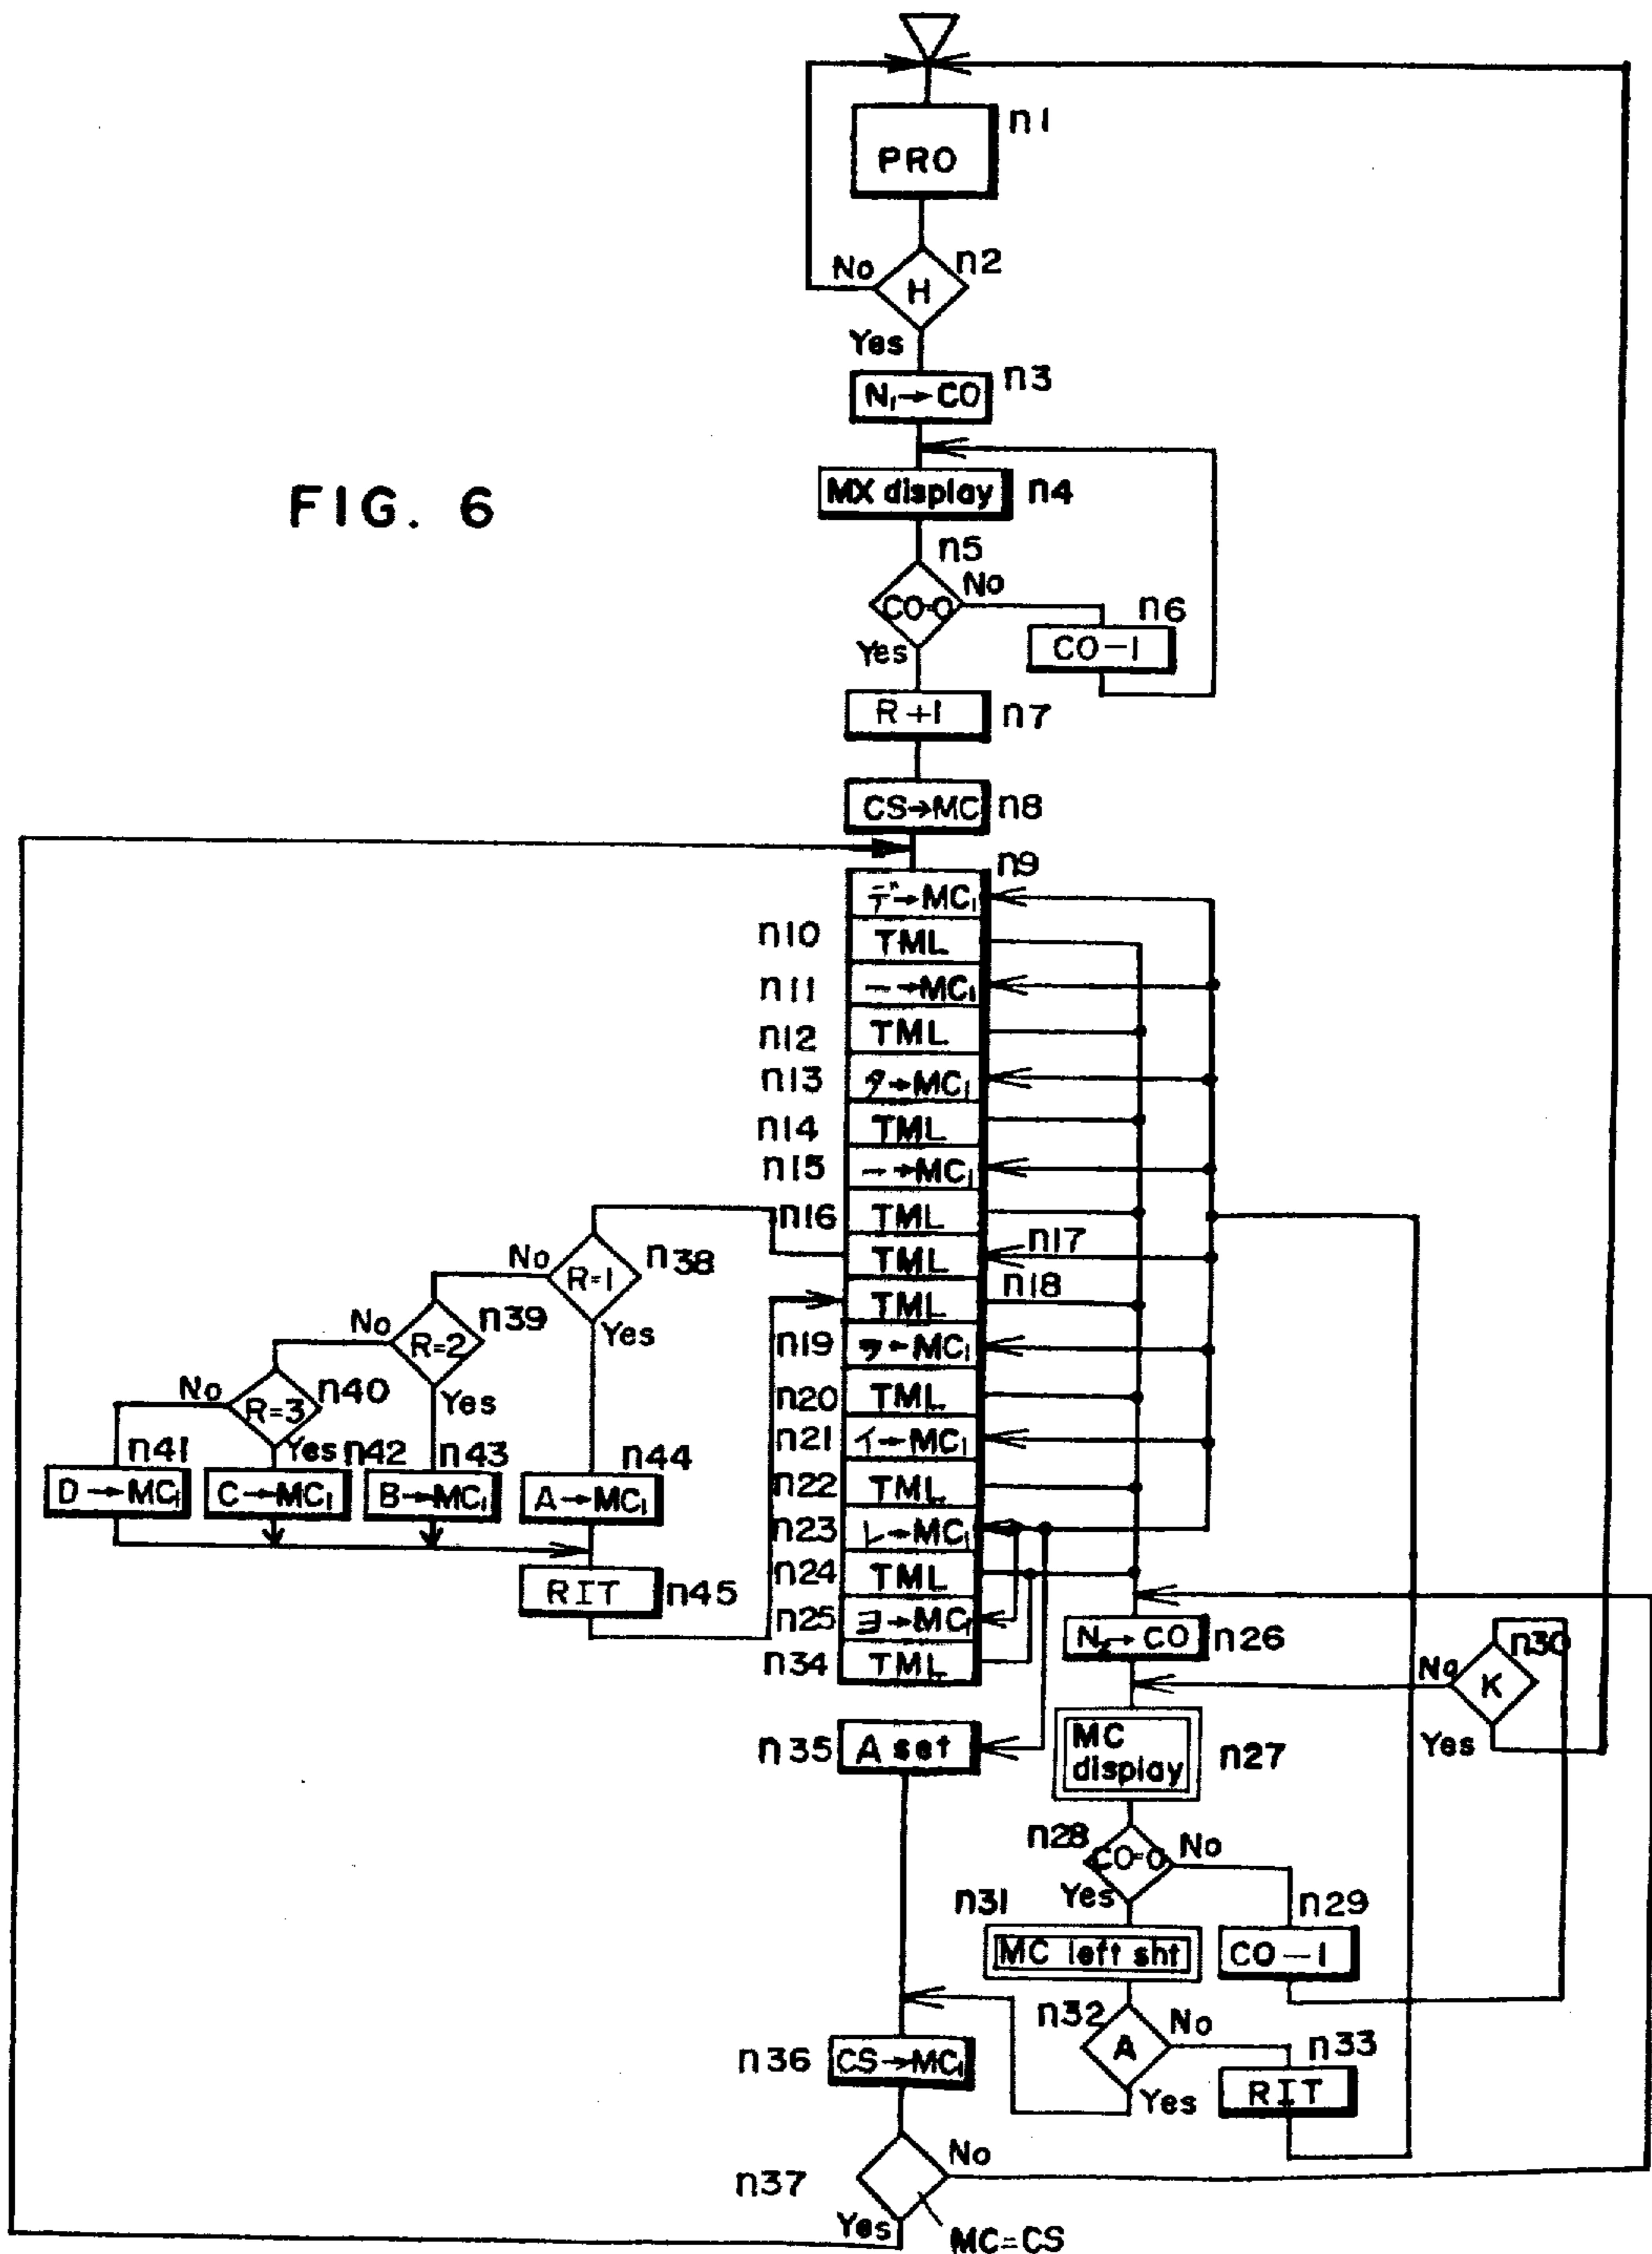 FIG. 6
n1
PRO
n2
No
H
Yes
N₁→CO
n3
MX display
n4
n5
CO=0
No
n6
CO-1
Yes
R+1
n7
CS→MC
n8
n9
デ→MC₁
n10
TML
n11
ー→MC₁
n12
TML
n13
タ→MC₁
n14
TML
n15
ー→MC₁
n16
TML
n17
TML
n18
TML
n19
ヲ→MC₁
n20
TML
n21
イ→MC₁
n22
TML
n23
レ→MC₁
n24
TML
n25
ヨ→MC₁
n34
TML
No
R=1
n38
Yes
No
R=2
n39
Yes
No
R=3
n40
Yes
n41
D→MC₁
n42
C→MC₁
n43
B→MC₁
n44
A→MC₁
RIT
n45
N₂→CO
n26
n30
No
K
Yes
n35
A set
MC
display
n27
n28
CO=0
No
Yes
n29
CO-1
n31
MC left sht
n32
A
No
Yes
n33
RIT
n36
CS→MC₁
n37
No
Yes
MC=CS